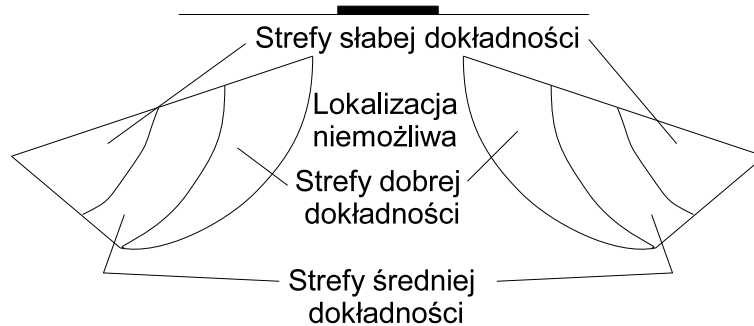 Strefy słabej dokładności
Lokalizacja
niemożliwa
Strefy dobrej
dokładności
Strefy średniej
dokładności